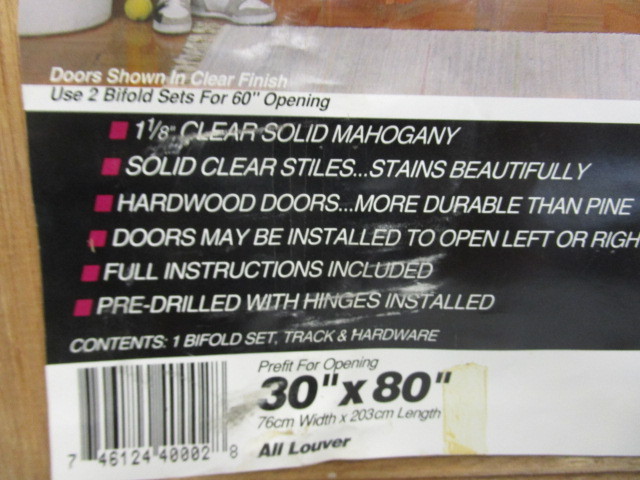 Doors Shown In Clear Finish
Use 2 Bifold Sets For 60" Opening
1 1/8" CLEAR SOLID MAHOGANY
SOLID CLEAR STILES...STAINS BEAUTIFULLY
HARDWOOD DOORS...MORE DURABLE THAN PINE
DOORS MAY BE INSTALLED TO OPEN LEFT OR RIGH
FULL INSTRUCTIONS INCLUDED
PRE-DRILLED WITH HINGES INSTALLED
CONTENTS: 1 BIFOLD SET, TRACK & HARDWARE
Prefit For Opening
30" x 80"
76cm Width x 203cm Length
All Louver
7 46124 40002 8